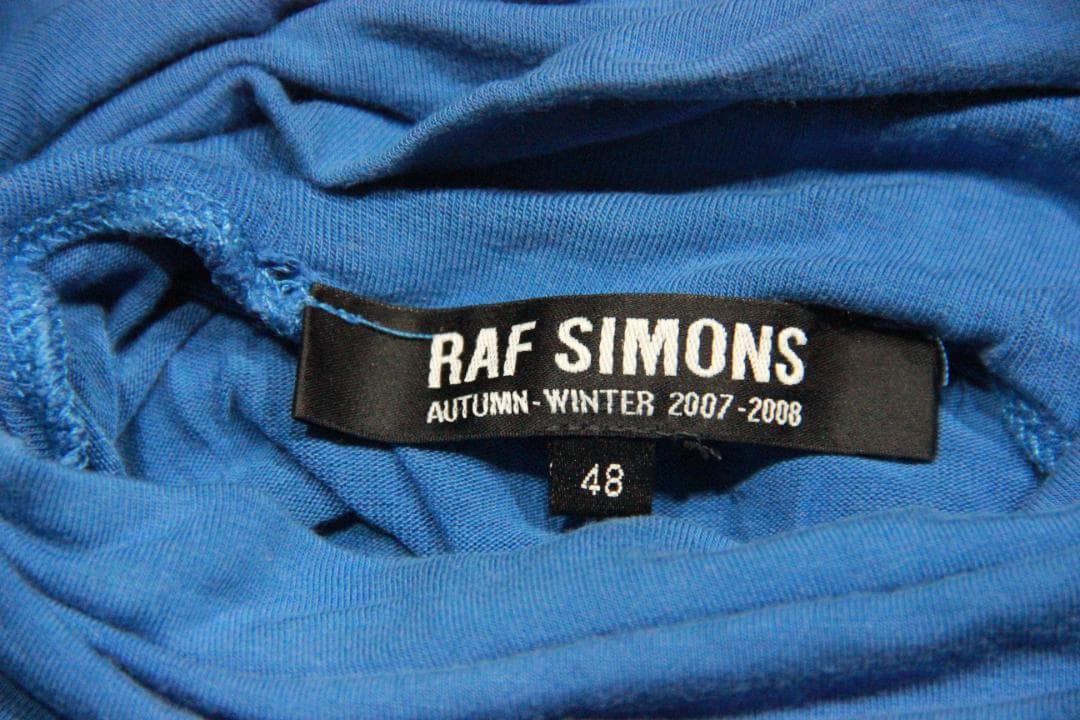 RAF SIMONS
AUTUMN-WINTER 2007-2008
48